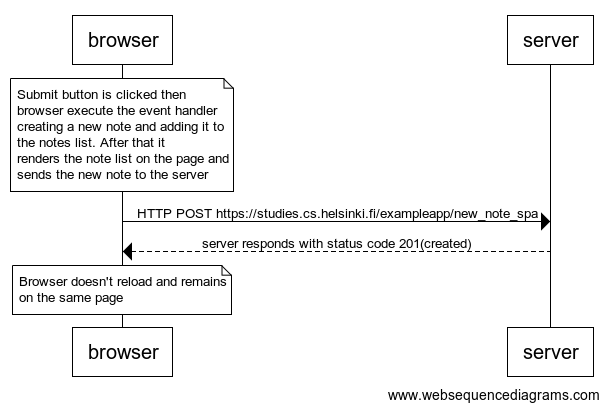 browser
server
Submit button is clicked then
browser execute the event handler
creating a new note and adding it to
the notes list. After that it
renders the note list on the page and
sends the new note to the server
HTTP POST https://studies.cs.helsinki.fi/exampleapp/new_note_spa
server responds with status code 201(created)
Browser doesn't reload and remains
on the same page
browser
server
www.websequencediagrams.com